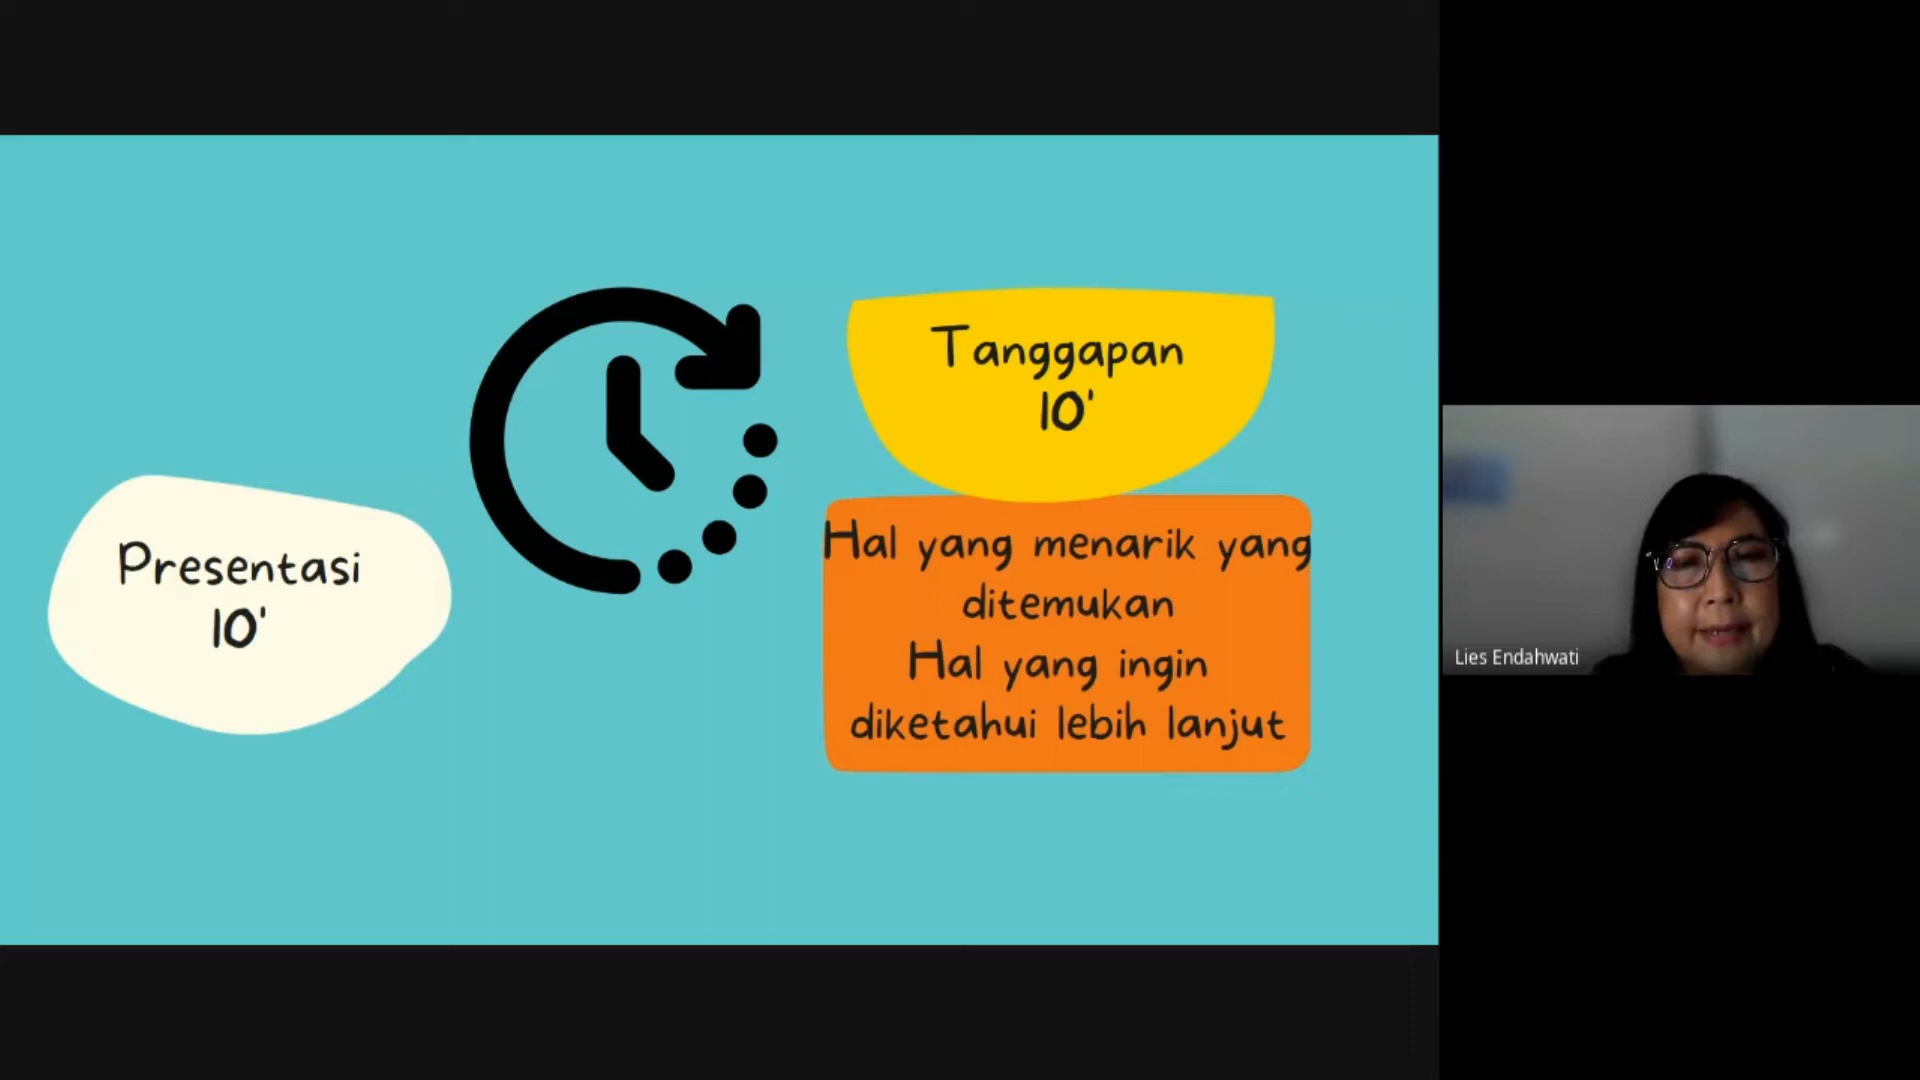 Presentasi
10'
Tanggapan
10'
Hal yang menarik yang
ditemukan
Hal yang ingin
diketahui lebih lanjut
Lies Endahwati